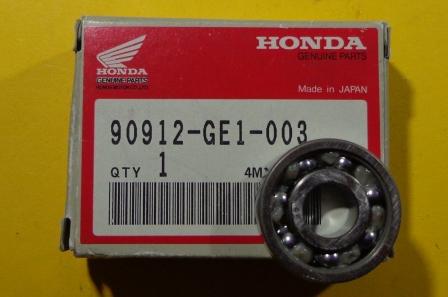 HONDA
GENUINE PARTS
HONDA MOTOR CO.,LTD.
HONDA
GENUINE PARTS
Made in JAPAN
90912-GE1-003
QTY 1